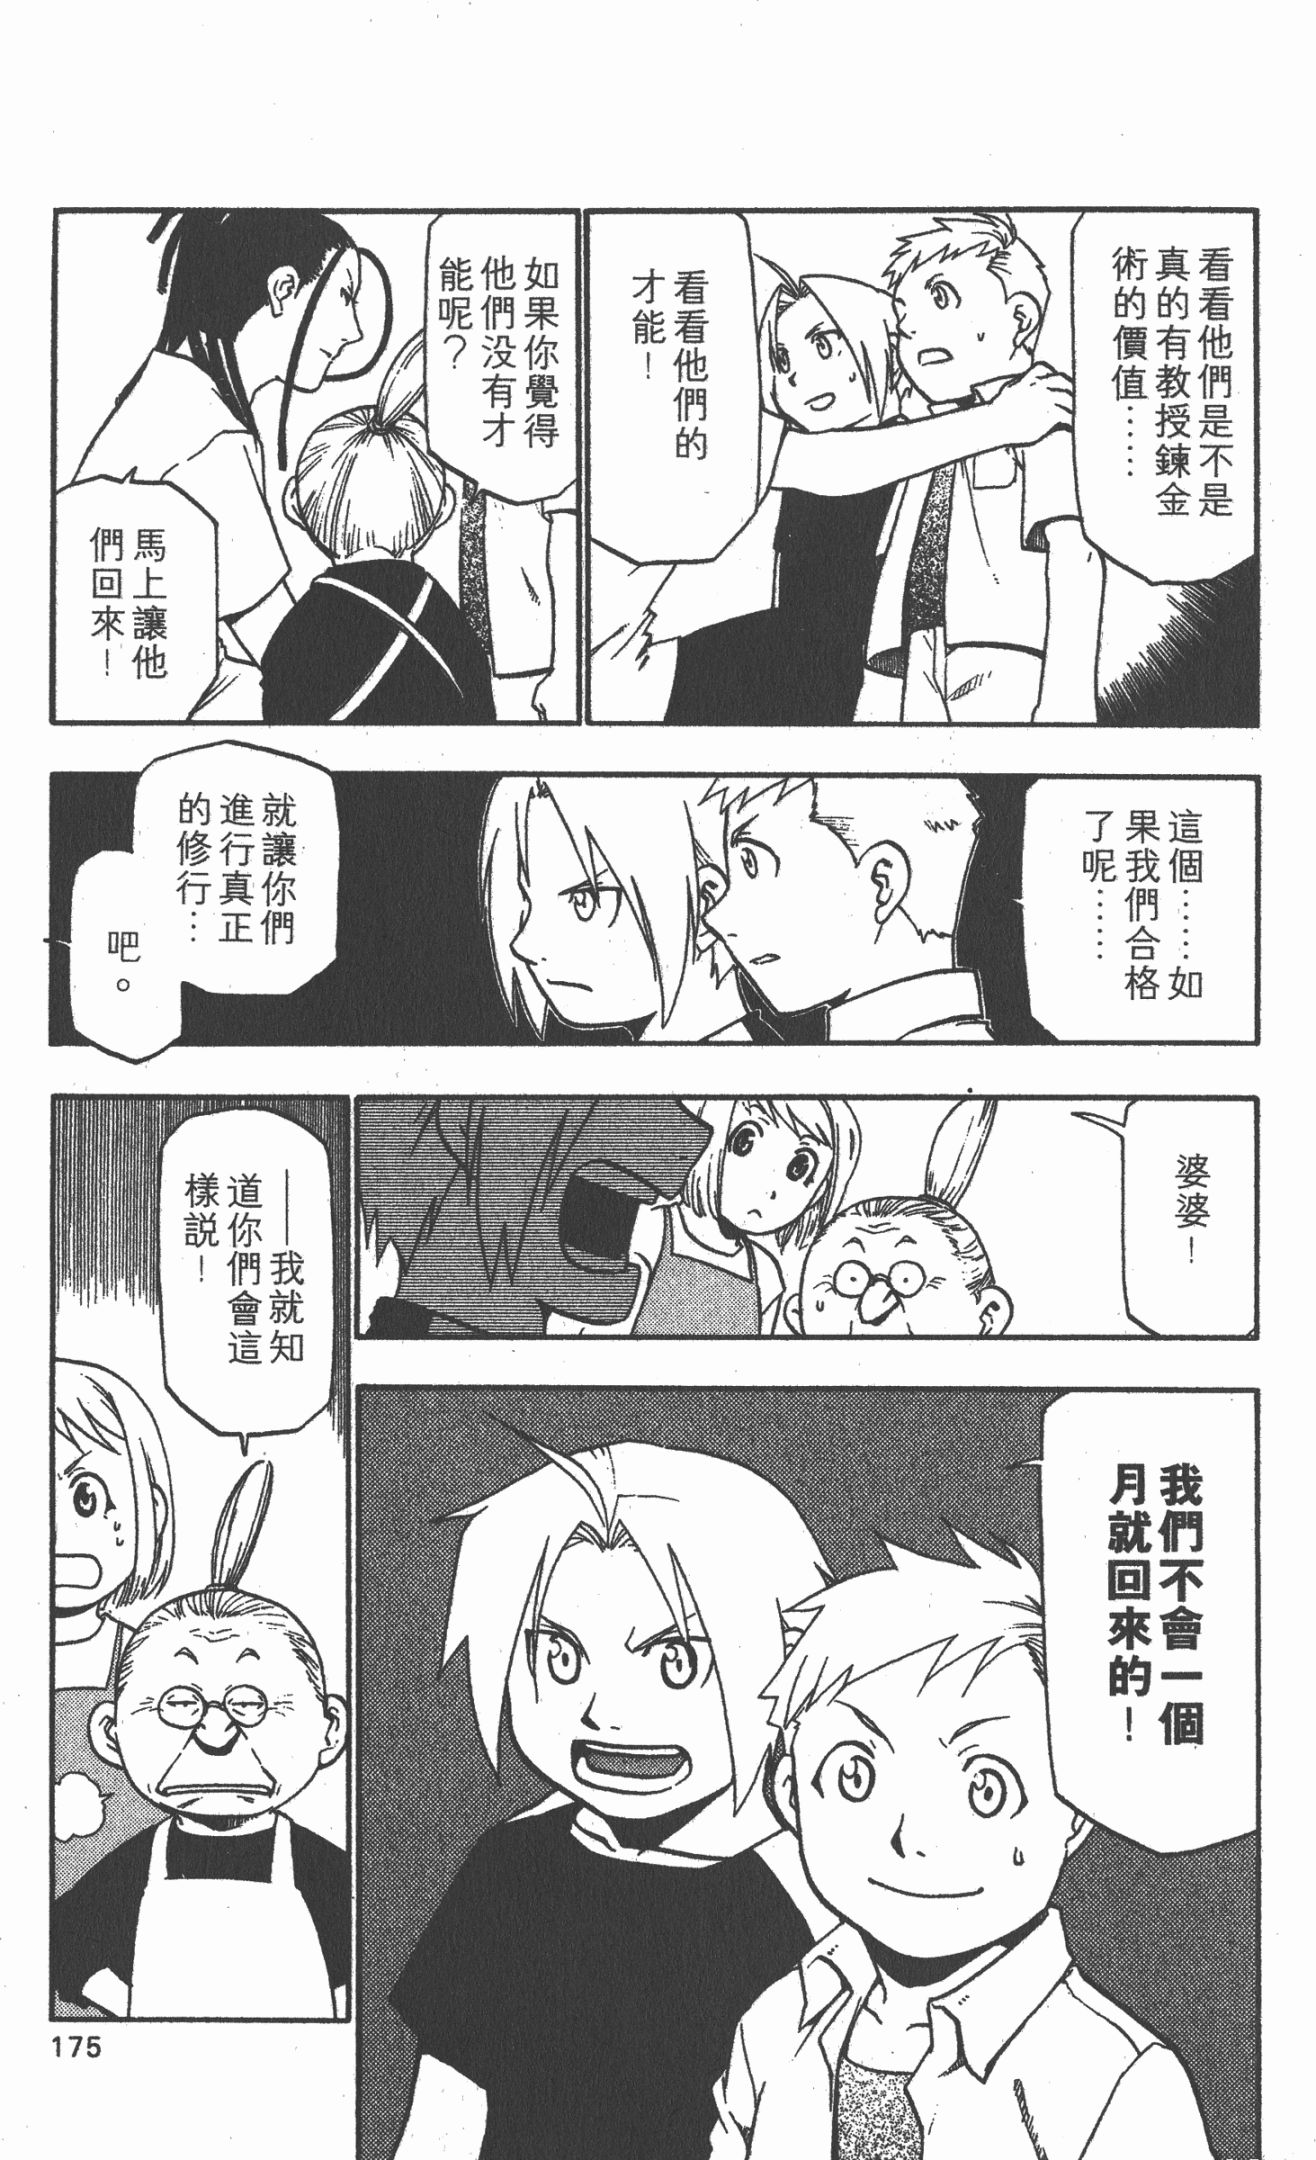 看看他們是不是
真的有教授鍊金
術的價值……
看看他們的
才能！
如果你覺得
他們没有才
能呢？
馬上讓他
們回來！
這個……如
果我們合格
了呢……
就讓你們
進行真正
的修行…
吧。
婆婆！
我們不會一個
月就回來的！
——我就知
道你們會這
樣説！
175